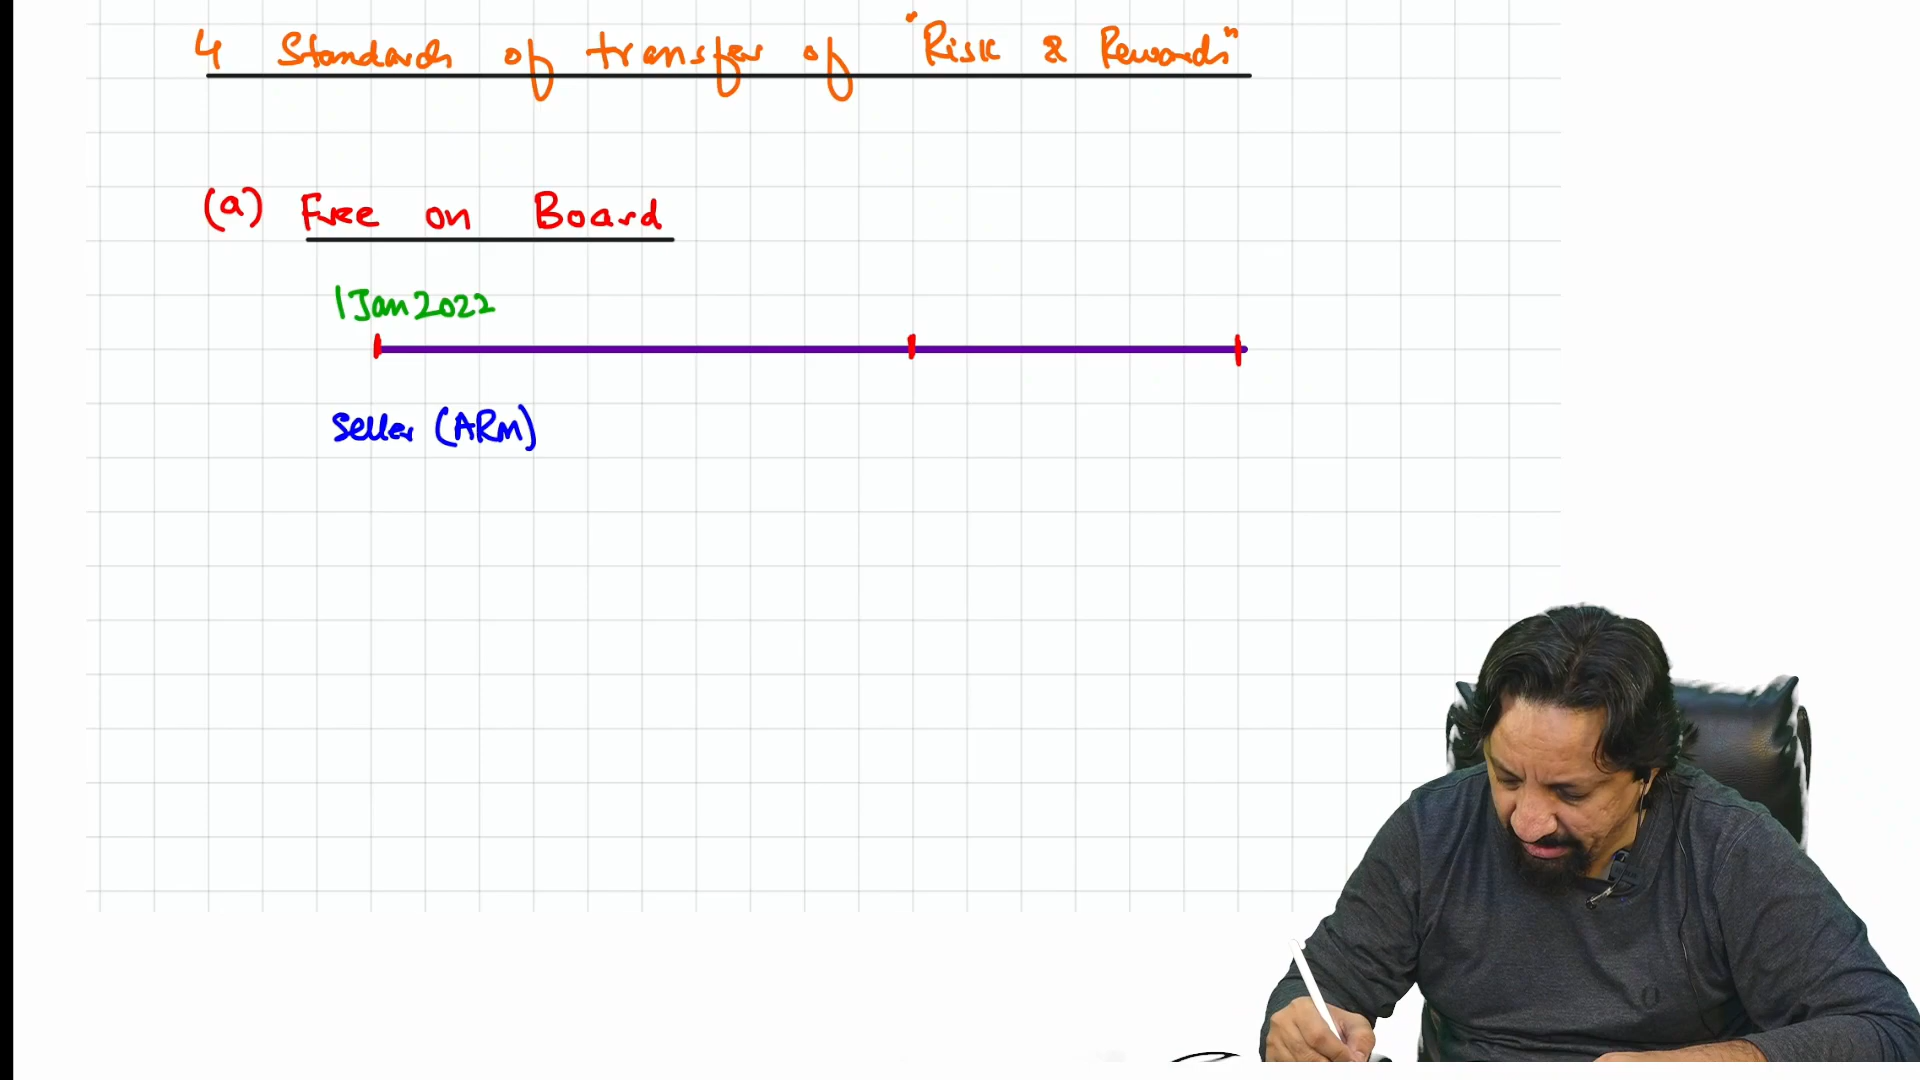 4 Standards of transfer of "Risk & Rewards"
(a) Free on Board
1 Jan 2022
Seller (ARM)